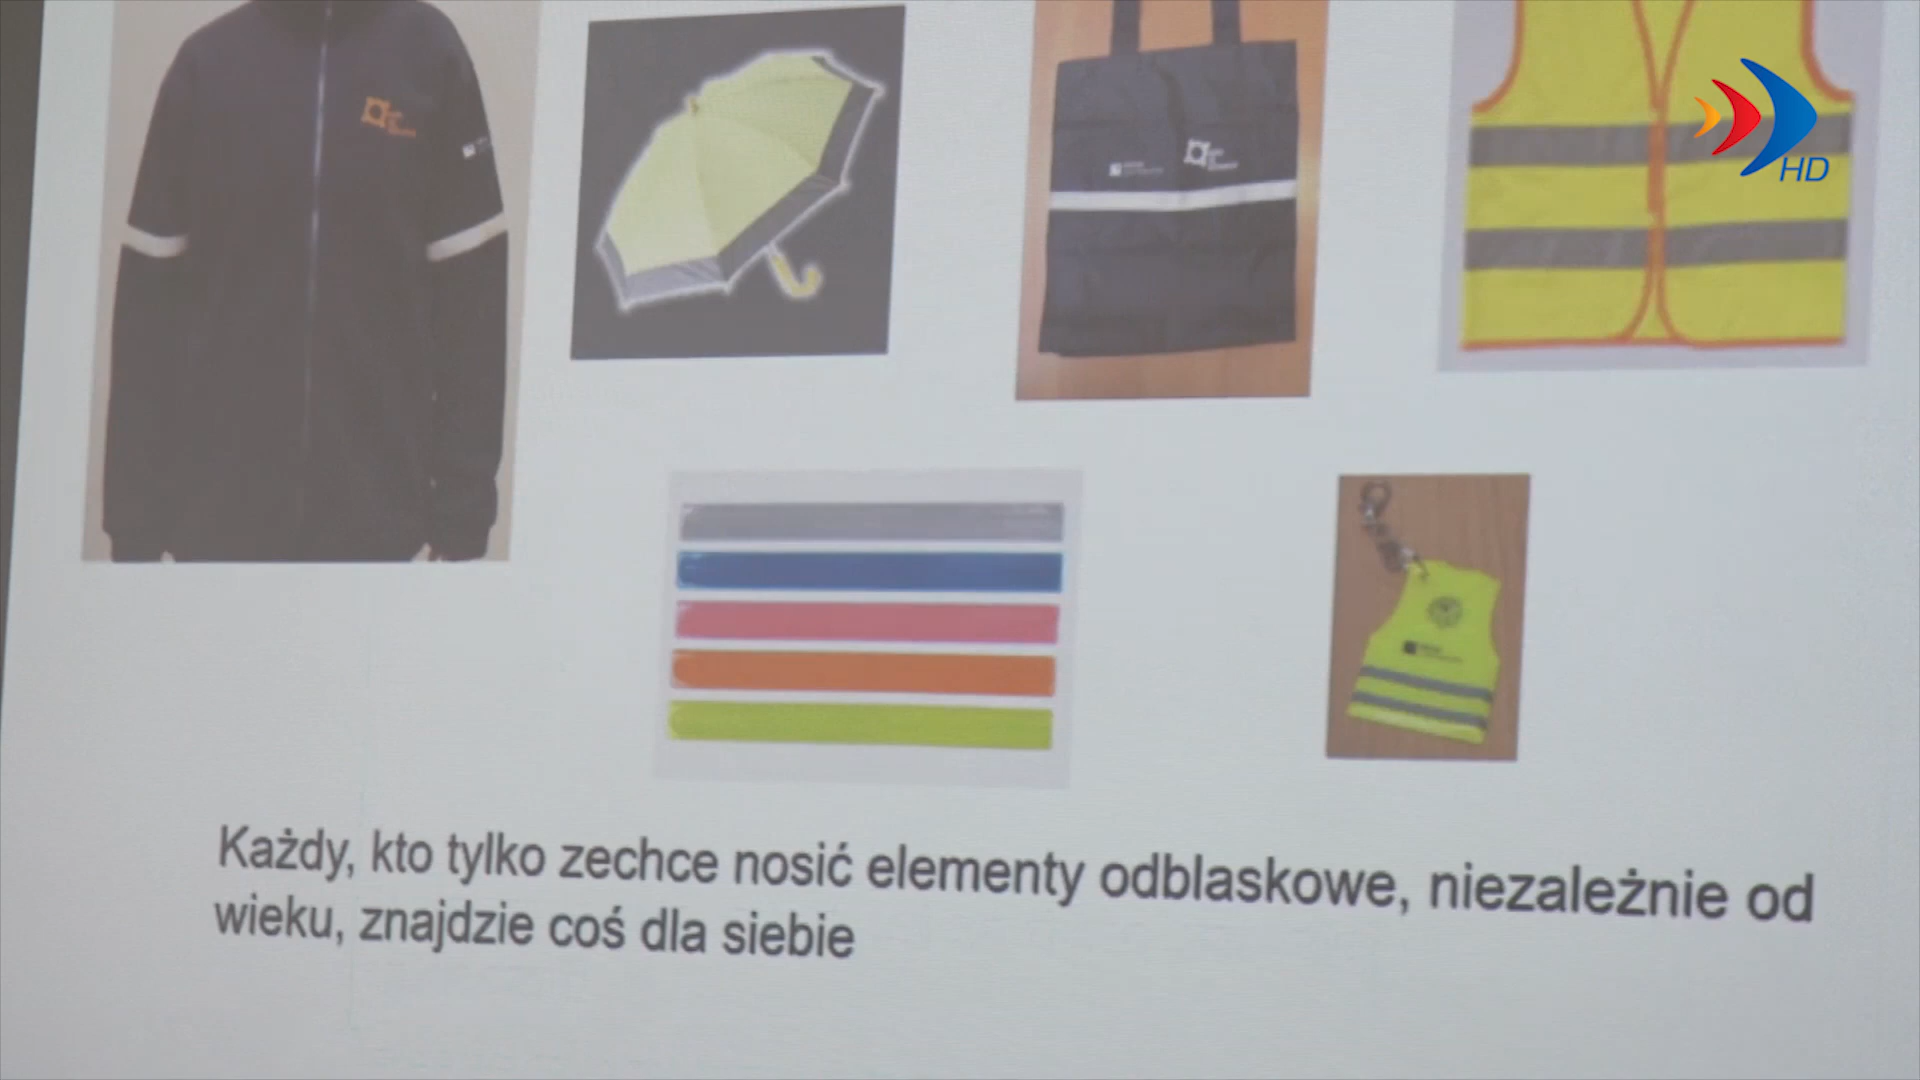 HD
Każdy, kto tylko zechce nosić elementy odblaskowe, niezależnie od
wieku, znajdzie coś dla siebie